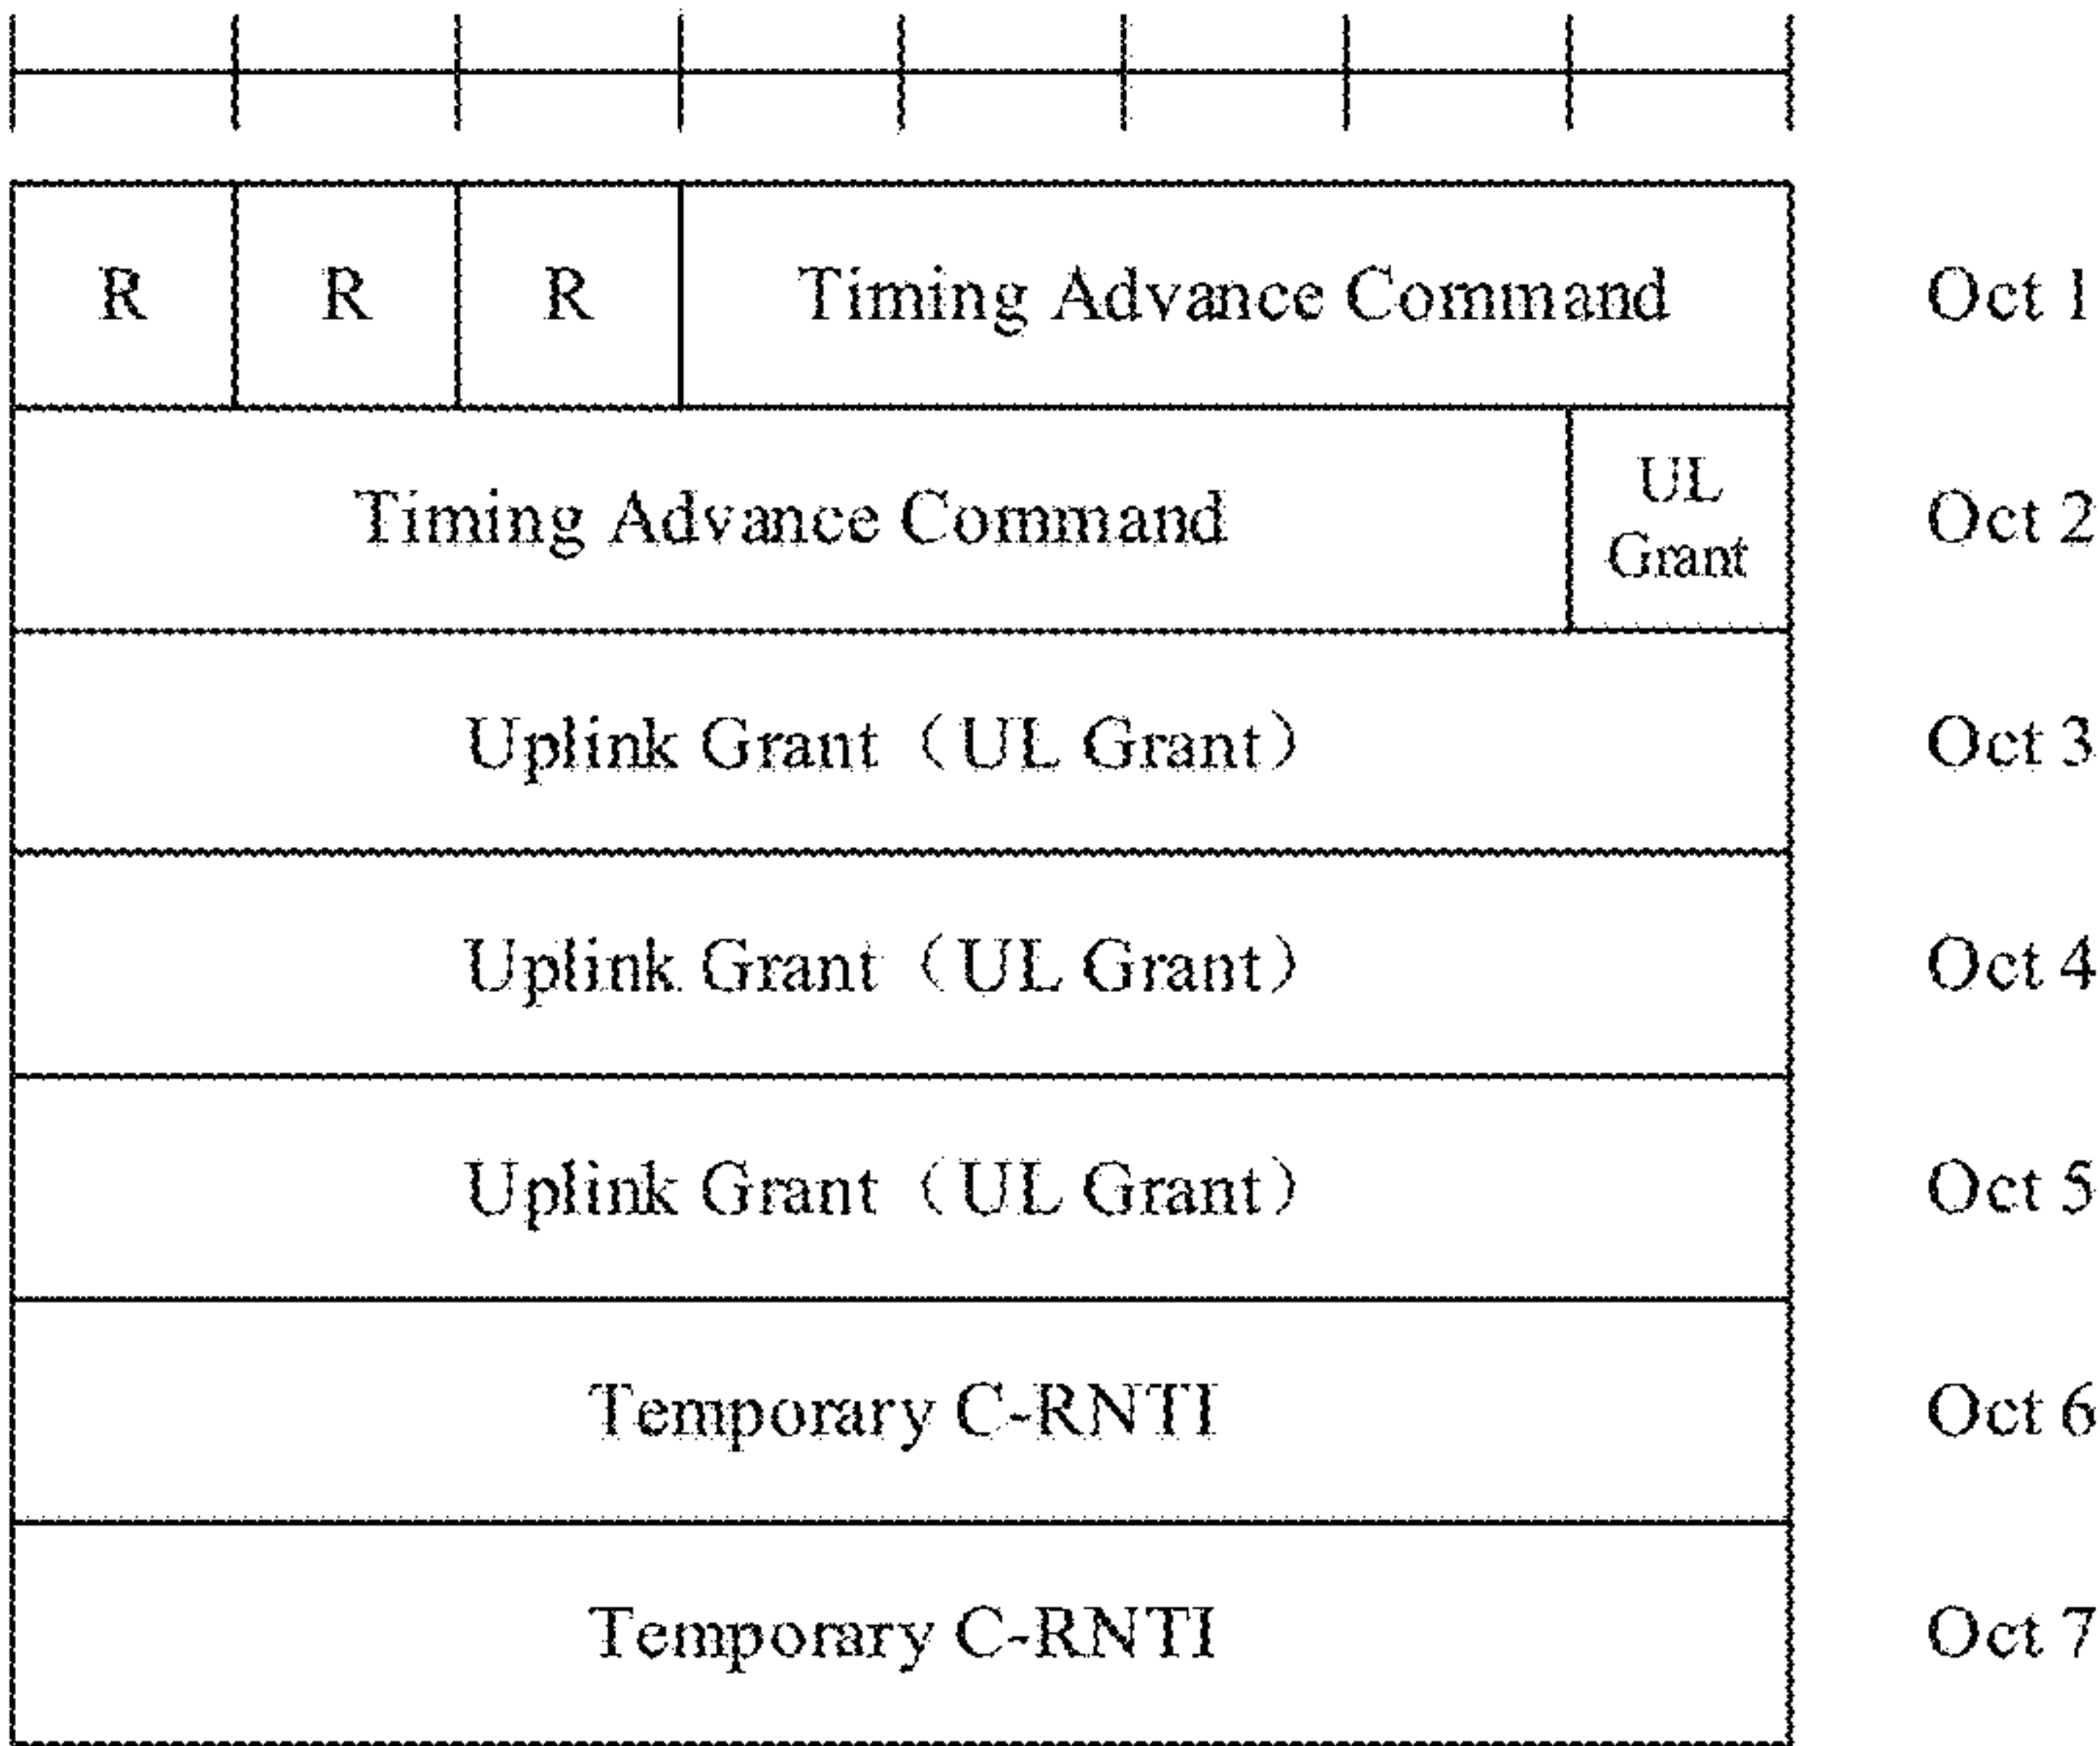 R R R Timing Advance Command Oct 1
Timing Advance Command UL Grant Oct 2
Uplink Grant（UL Grant） Oct 3
Uplink Grant（UL Grant） Oct 4
Uplink Grant（UL Grant） Oct 5
Temporary C-RNTI Oct 6
Temporary C-RNTI Oct 7